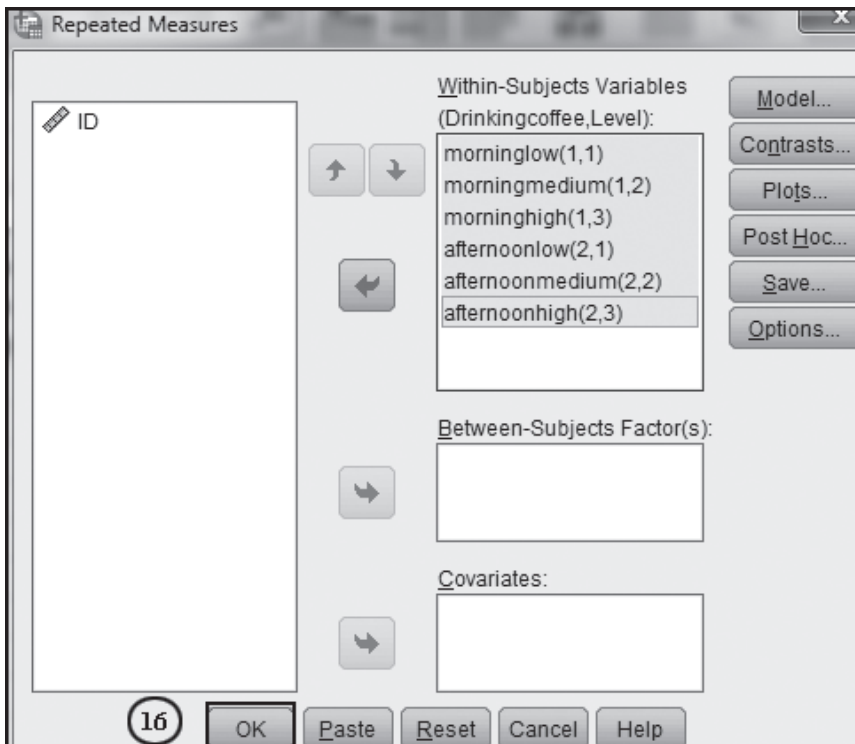 Repeated Measures
x
ID
Within-Subjects Variables
(Drinkingcoffee,Level):
morninglow(1,1)
morningmedium(1,2)
morninghigh(1,3)
afternoonlow(2,1)
afternoonmedium(2,2)
afternoonhigh(2,3)
Between-Subjects Factor(s):
Covariates:
Model...
Contrasts...
Plots...
Post Hoc...
Save...
Options...
16
OK
Paste
Reset
Cancel
Help